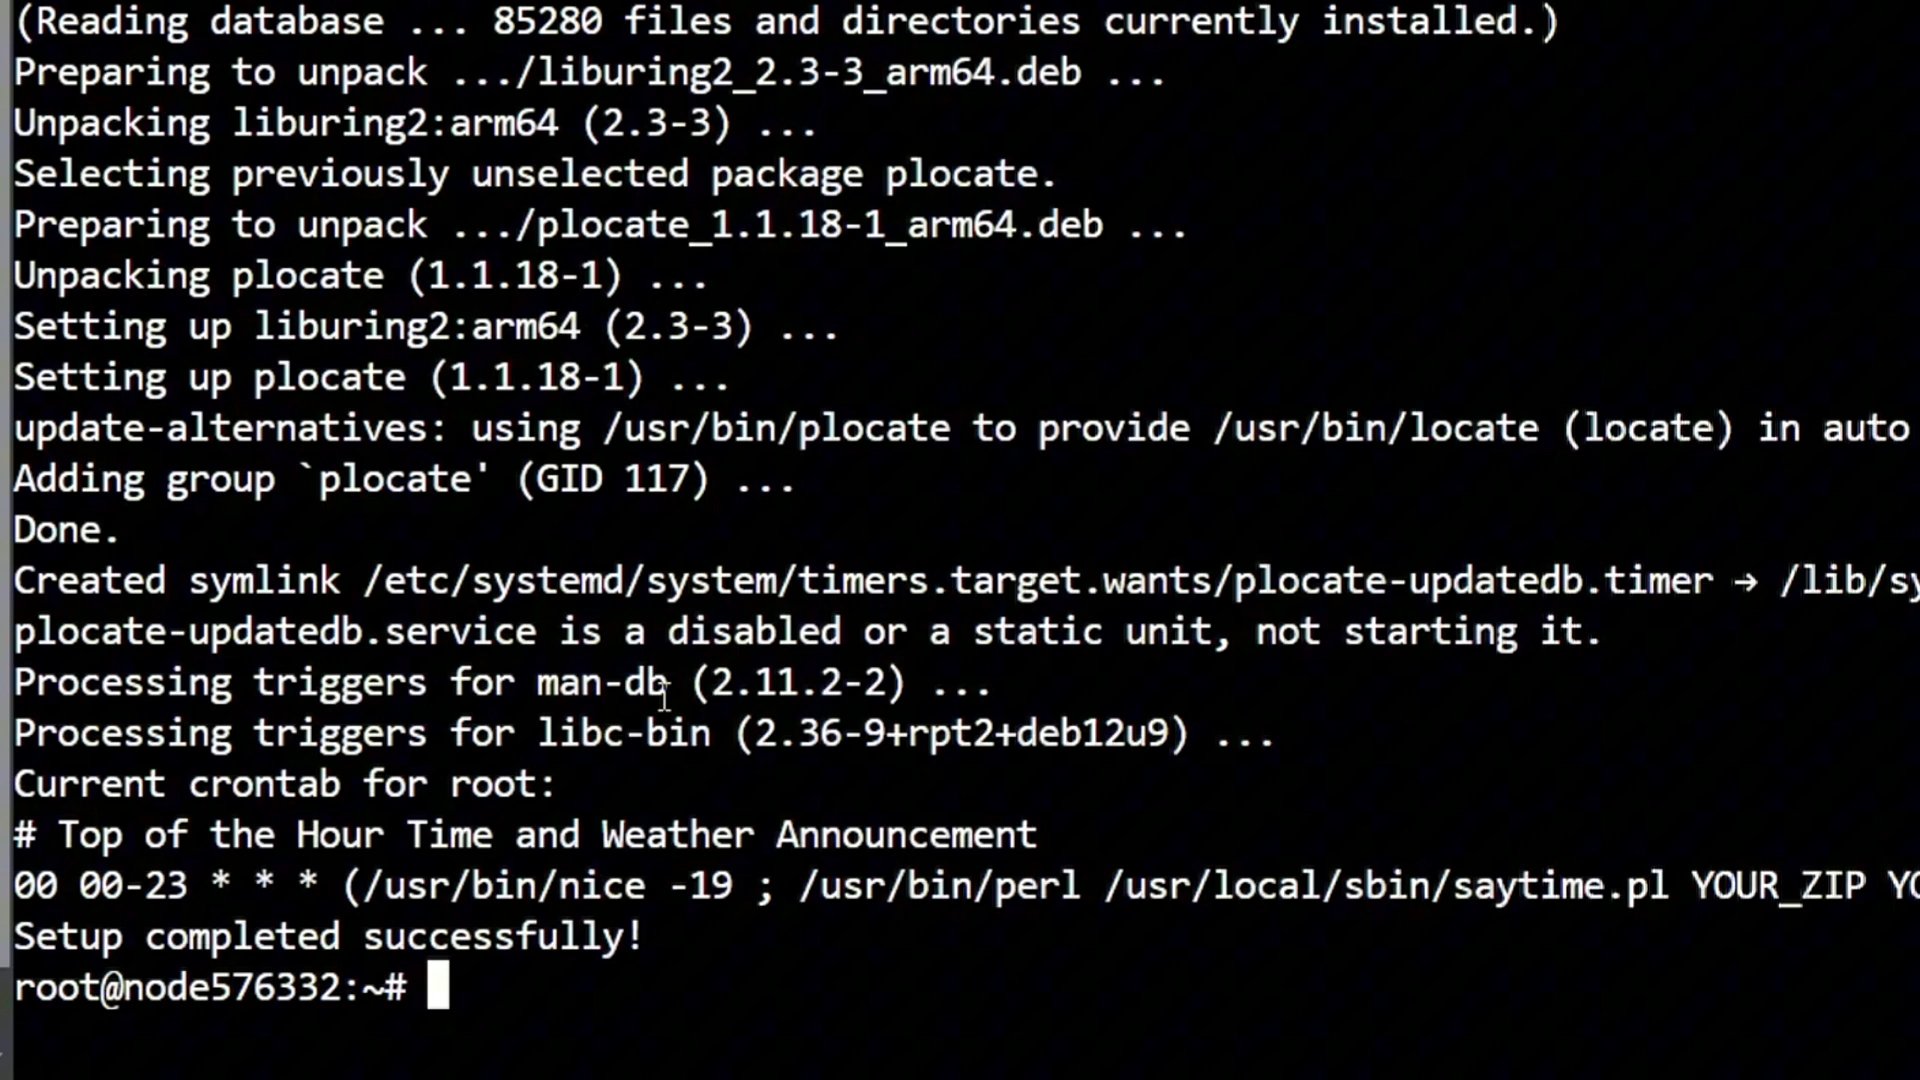 (Reading database ... 85280 files and directories currently installed.)
Preparing to unpack .../liburing2_2.3-3_arm64.deb ...
Unpacking liburing2:arm64 (2.3-3) ...
Selecting previously unselected package plocate.
Preparing to unpack .../plocate_1.1.18-1_arm64.deb ...
Unpacking plocate (1.1.18-1) ...
Setting up liburing2:arm64 (2.3-3) ...
Setting up plocate (1.1.18-1) ...
update-alternatives: using /usr/bin/plocate to provide /usr/bin/locate (locate) in auto
Adding group `plocate' (GID 117) ...
Done.
Created symlink /etc/systemd/system/timers.target.wants/plocate-updatedb.timer → /lib/sy
plocate-updatedb.service is a disabled or a static unit, not starting it.
Processing triggers for man-db (2.11.2-2) ...
Processing triggers for libc-bin (2.36-9+rpt2+deb12u9) ...
Current crontab for root:
# Top of the Hour Time and Weather Announcement
00 00-23 * * * (/usr/bin/nice -19 ; /usr/bin/perl /usr/local/sbin/saytime.pl YOUR_ZIP YO
Setup completed successfully!
root@node576332:~#